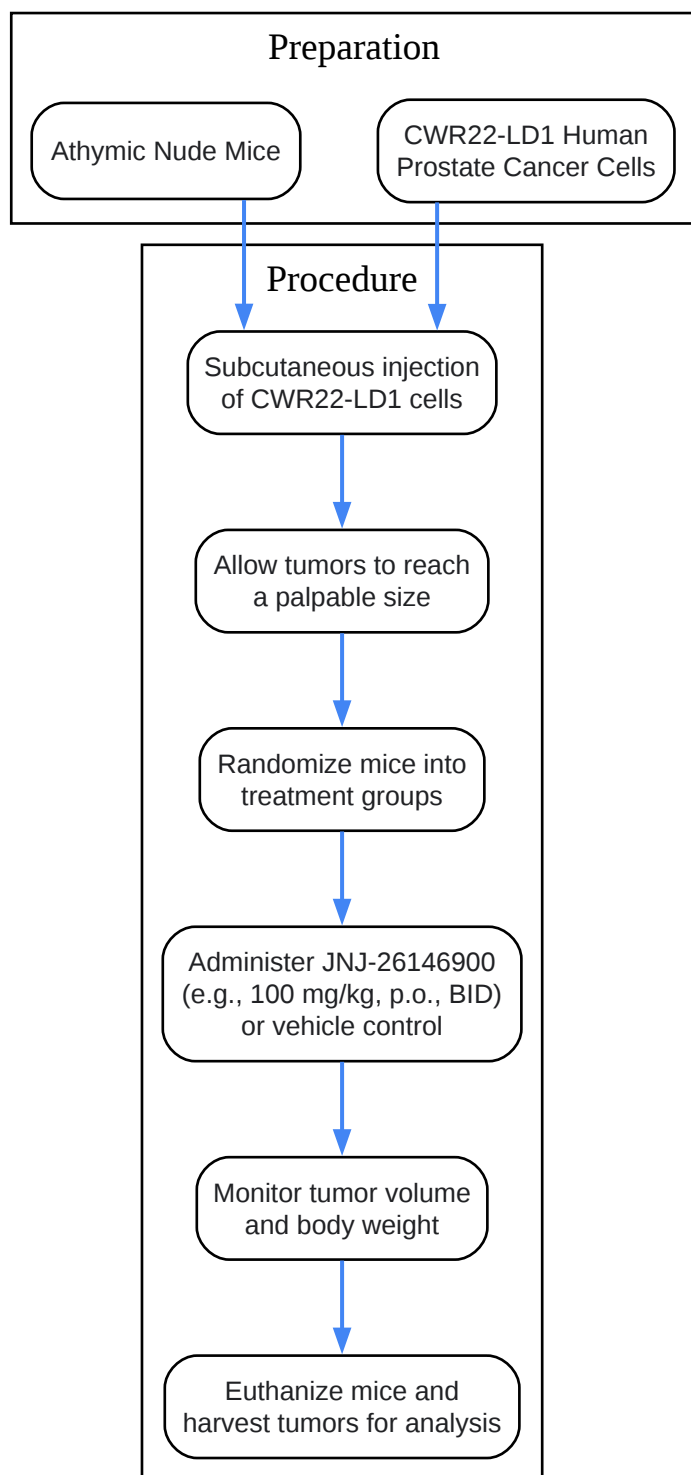 Preparation
Athymic Nude Mice
CWR22-LD1 Human
Prostate Cancer Cells
Procedure
Subcutaneous injection
of CWR22-LD1 cells
Allow tumors to reach
a palpable size
Randomize mice into
treatment groups
Administer JNJ-26146900
(e.g., 100 mg/kg, p.o., BID)
or vehicle control
Monitor tumor volume
and body weight
Euthanize mice and
harvest tumors for analysis